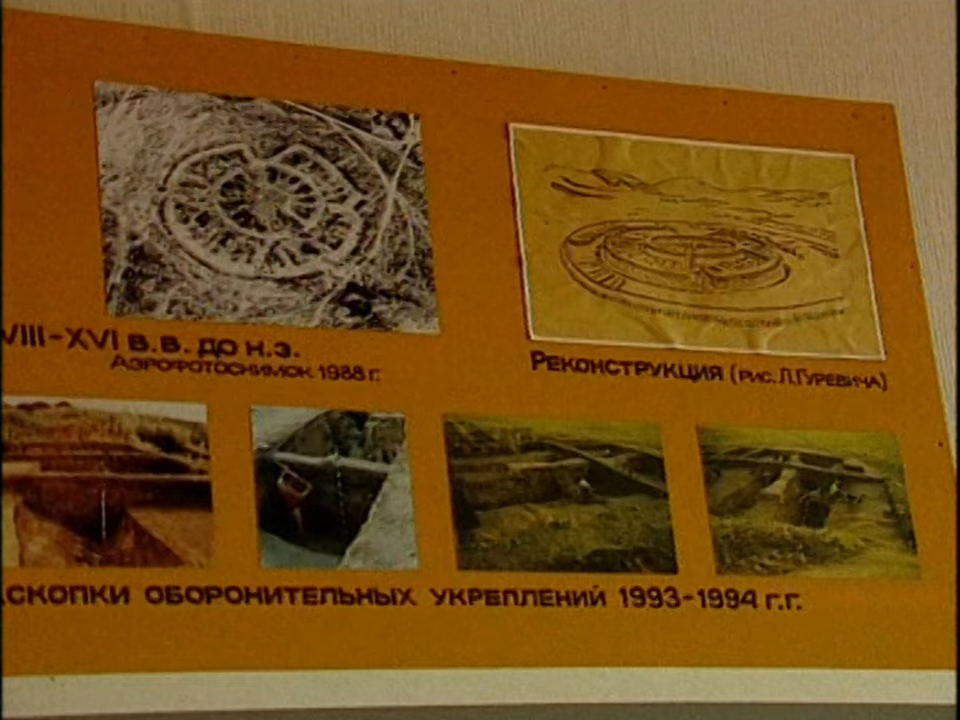 VIII-XVI В.В. ДО Н.Э.
АЭРОФОТОСНИМОК 1988 Г.
РЕКОНСТРУКЦИЯ (РИС. Л.ГУРЕВИЧА)
СКОПКИ ОБОРОНИТЕЛЬНЫХ УКРЕПЛЕНИЙ 1993-1994 Г.Г.